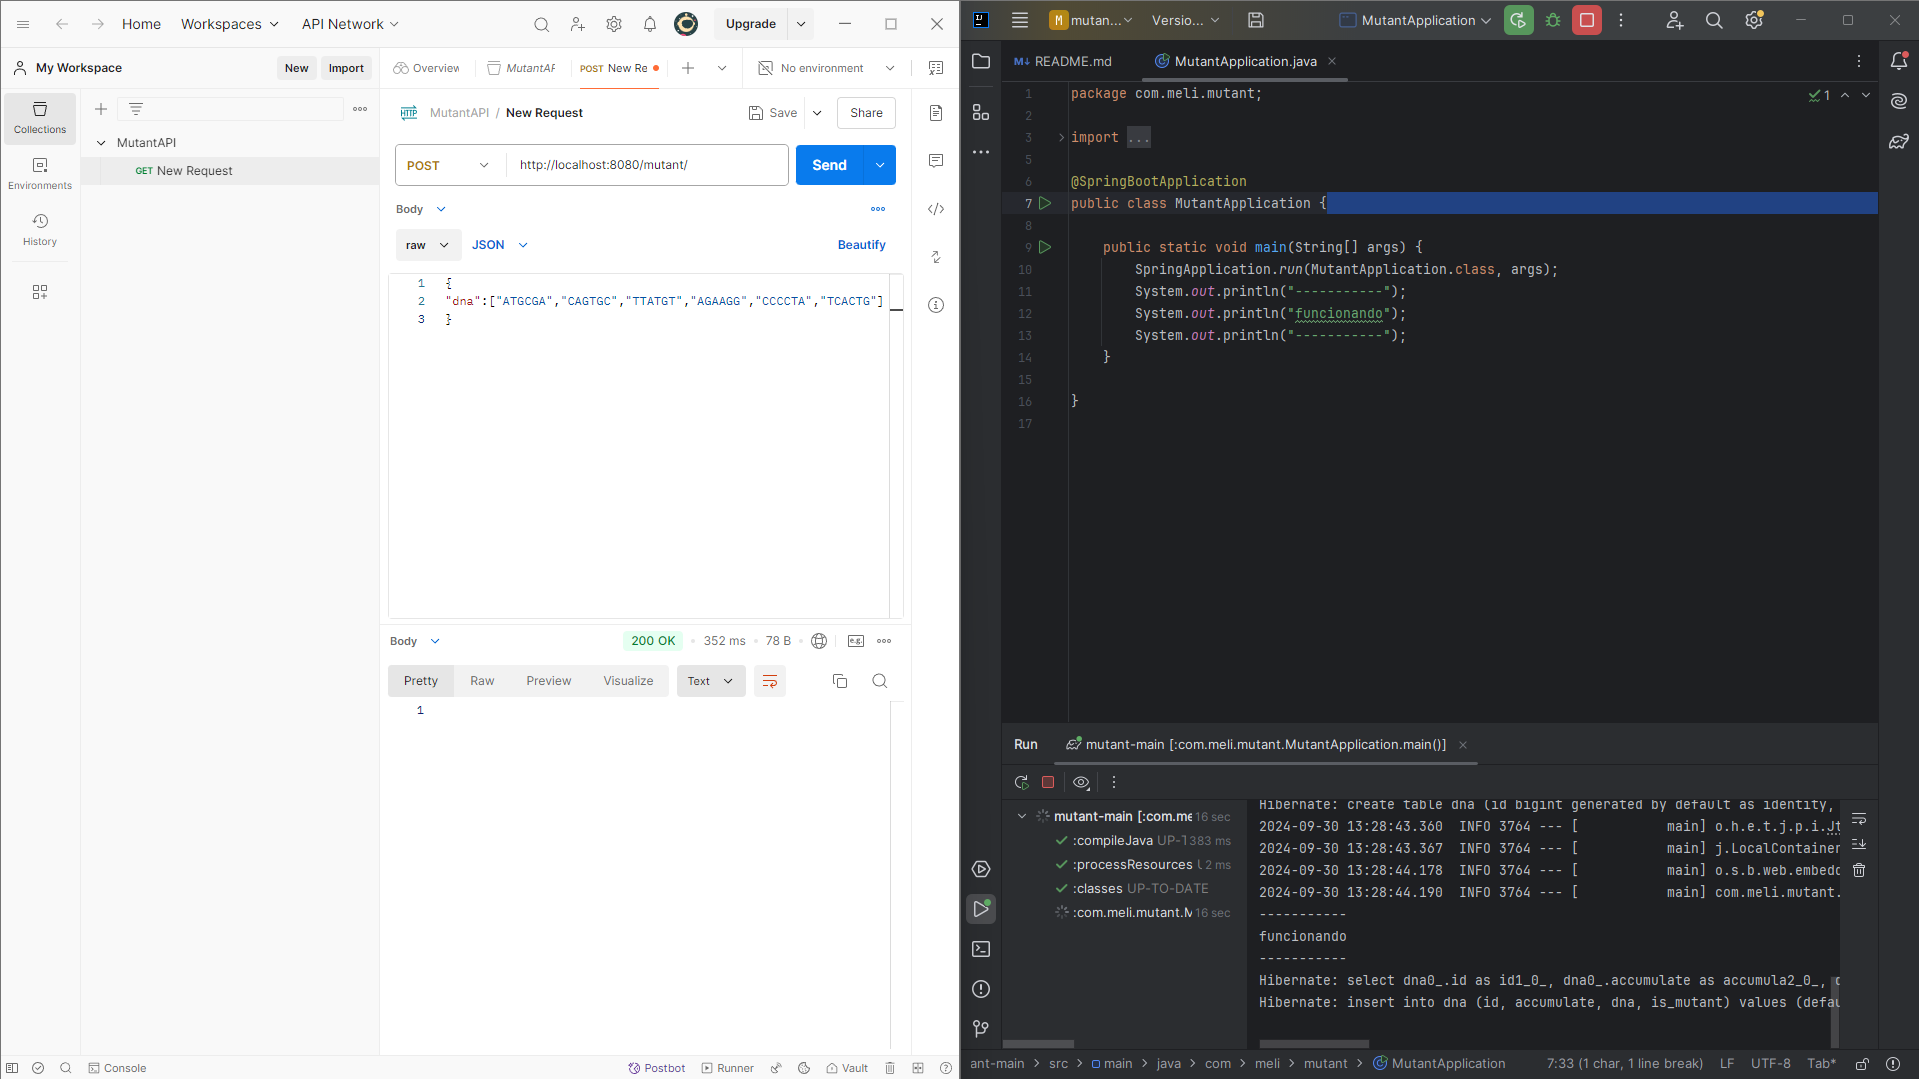 Home Workspaces API Network Upgrade
My Workspace New Import
Overview MutantAF POST New Re No environment
Collections
Environments
History
MutantAPI
GET New Request
HTTP MutantAPI / New Request Save Share
POST http://localhost:8080/mutant/ Send
Body
raw JSON Beautify
1 {
2 "dna":["ATGCGA","CAGTGC","TTATGT","AGAAGG","CCCCTA","TCACTG"]
3 }
Body 200 OK 352 ms 78 B e.g.
Pretty Raw Preview Visualize Text
1
Console Postbot Runner Vault
IJ M mutan... Versio... MutantApplication
M↓ README.md MutantApplication.java
1 package com.meli.mutant; 1
2
3 import ...
5
6 @SpringBootApplication
7 public class MutantApplication {
8
9 public static void main(String[] args) {
10 SpringApplication.run(MutantApplication.class, args);
11 System.out.println("-----------");
12 System.out.println("funcionando");
13 System.out.println("-----------");
14 }
15
16 }
17
Run mutant-main [:com.meli.mutant.MutantApplication.main()]
mutant-main [:com.me 16 sec
:compileJava UP-T 383 ms
:processResources U 2 ms
:classes UP-TO-DATE
:com.meli.mutant.M 16 sec
Hibernate: create table dna (id bigint generated by default as identity,
2024-09-30 13:28:43.360 INFO 3764 --- [ main] o.h.e.t.j.p.i.Jt
2024-09-30 13:28:43.367 INFO 3764 --- [ main] j.LocalContainer
2024-09-30 13:28:44.178 INFO 3764 --- [ main] o.s.b.web.embedd
2024-09-30 13:28:44.190 INFO 3764 --- [ main] com.meli.mutant.
-----------
funcionando
-----------
Hibernate: select dna0_.id as id1_0_, dna0_.accumulate as accumula2_0_, d
Hibernate: insert into dna (id, accumulate, dna, is_mutant) values (defau
ant-main > src > main > java > com > meli > mutant > MutantApplication 7:33 (1 char, 1 line break) LF UTF-8 Tab*